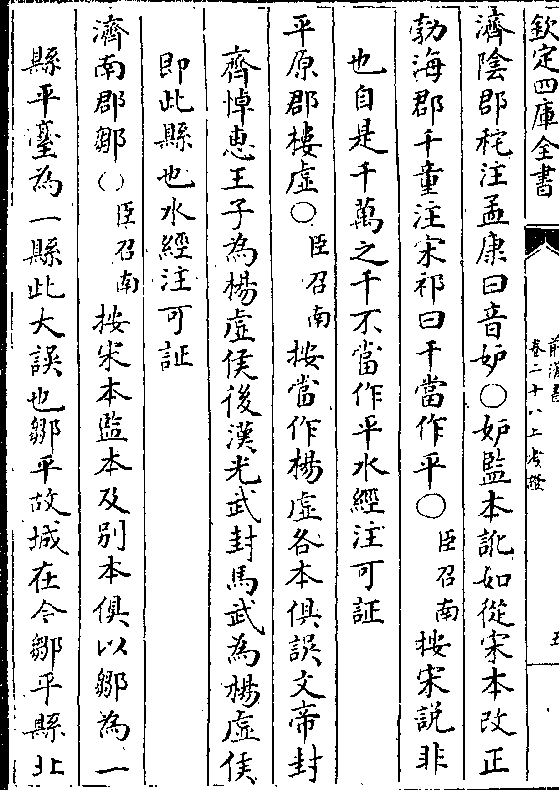 欽定四庫全書
前漢書
卷二十八上考證
五
濟陰郡秺注孟康曰音妒○妒監本訛如從宋本改正
勃海郡千童注宋祁曰千當作平○臣召南按宋說非
也自是千萬之千不當作平水經注可証
平原郡樓虛○臣召南按當作楊虛各本俱誤文帝封
齊悼惠王子為楊虛侯後漢光武封馬武為楊虛侯
即此縣也水經注可証
濟南郡鄒○臣召南按宋本監本及别本俱以鄒為一
縣平臺為一縣此大誤也鄒平故城在今鄒平縣北